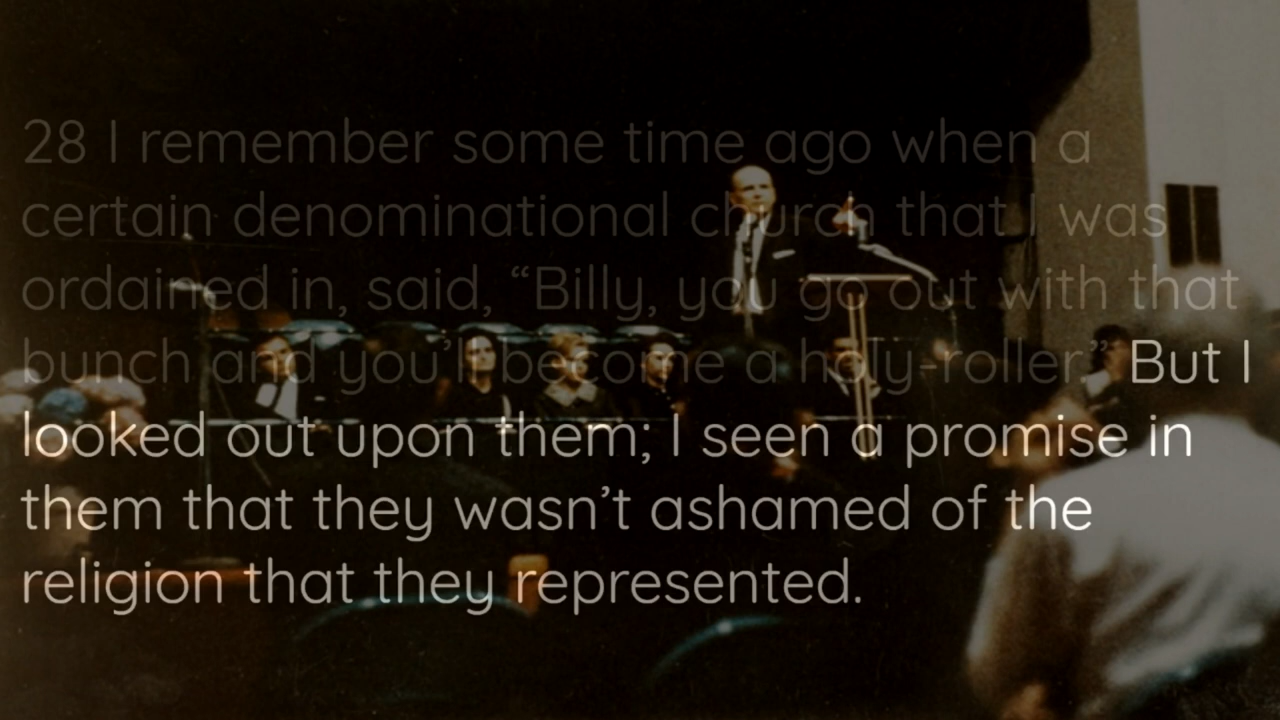 28 I remember some time ago when a
certain denominational church that I was
ordained in, said, “Billy, you go out with that
bunch and you’ll become a holy-roller.” But I
looked out upon them; I seen a promise in
them that they wasn’t ashamed of the
religion that they represented.